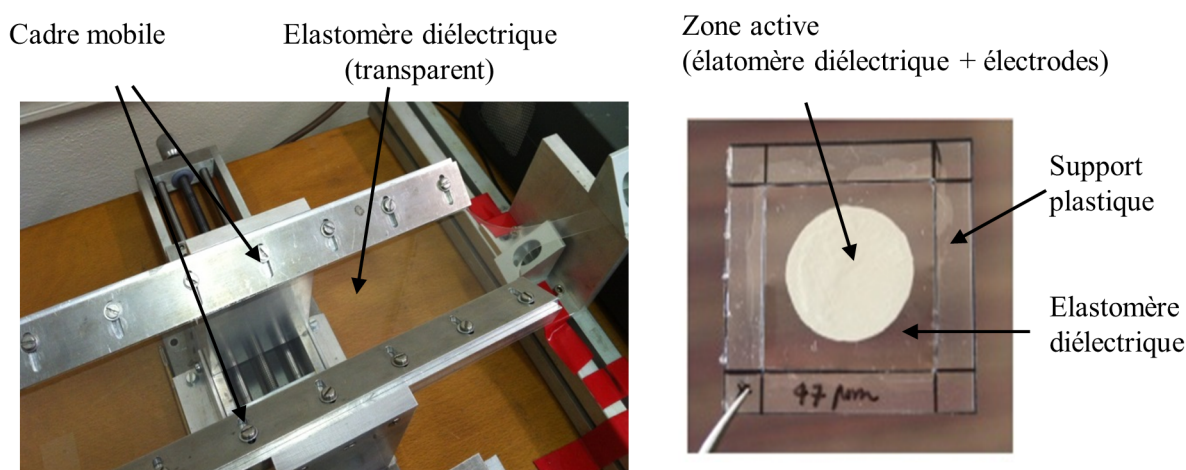 Cadre mobile
Elastomère diélectrique
(transparent)
Zone active
(élatomère diélectrique + électrodes)
Support
plastique
Elastomère
diélectrique
47 µm